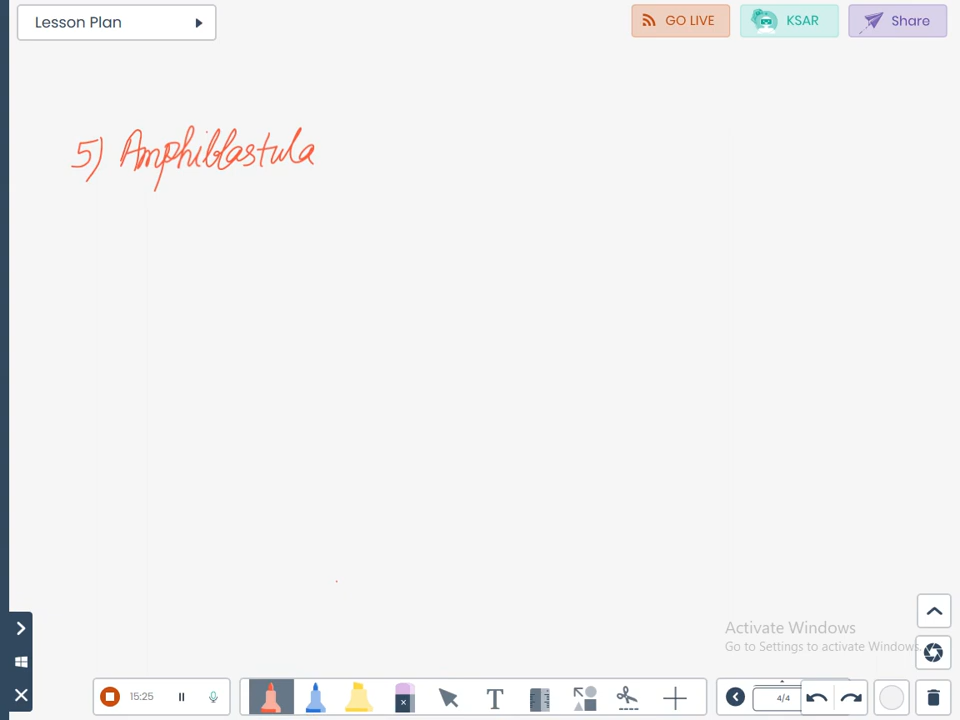 Lesson Plan
GO LIVE
KSAR
Share
5) Amphiblastula
Activate Windows
Go to Settings to activate Windows.
15:25
T
4/4